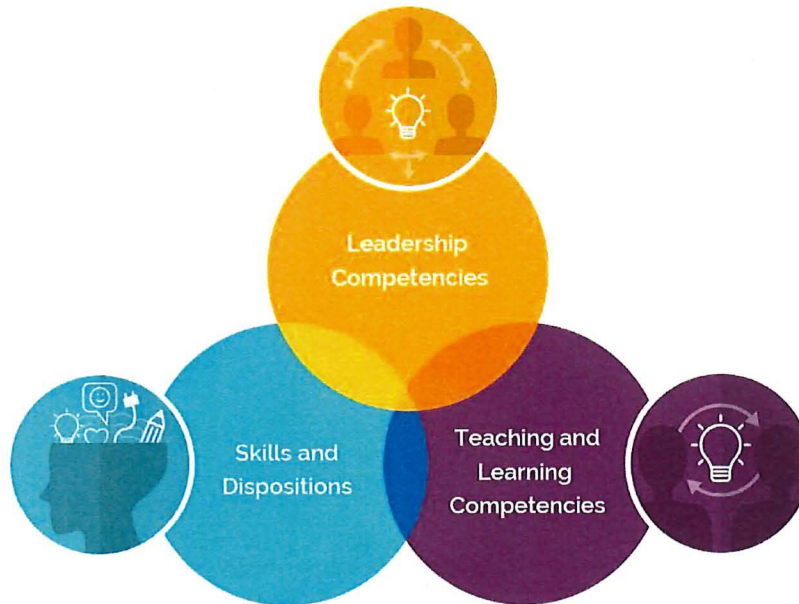 Leadership
Competencies
Skills and
Dispositions
Teaching and
Learning
Competencies